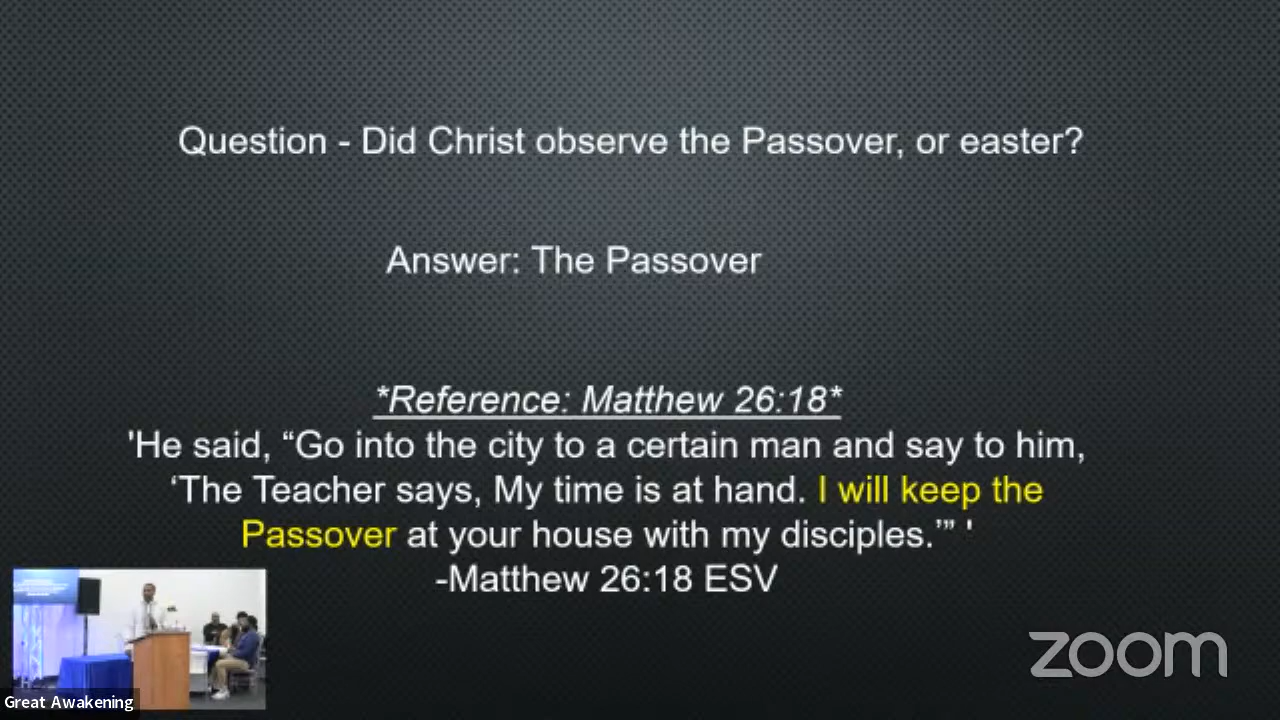 Question - Did Christ observe the Passover, or easter?
Answer: The Passover
*Reference: Matthew 26:18*
'He said, “Go into the city to a certain man and say to him,
‘The Teacher says, My time is at hand. I will keep the
Passover at your house with my disciples.’” '
-Matthew 26:18 ESV
zoom
Great Awakening